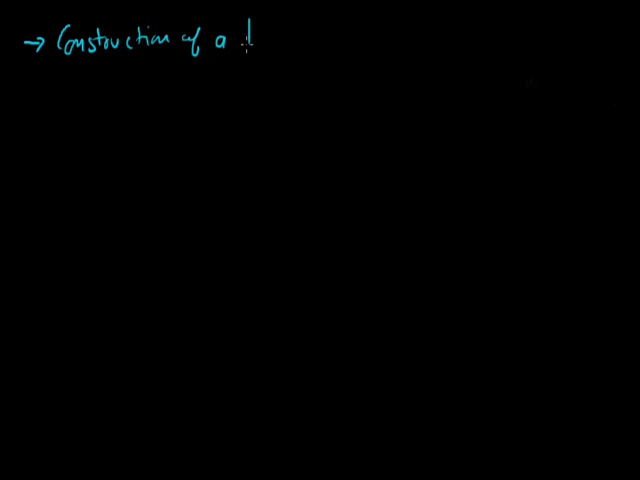 → Construction of a